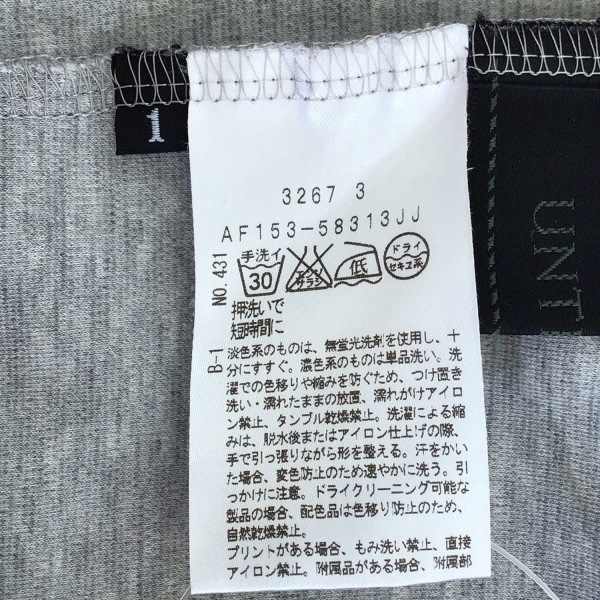 1
3267 3
AF153-58313JJ
手洗イ
30
エンソ
サラシ
低
ドライ
セキユ系
NO.431
押洗いで
短時間に
B-1
淡色系のものは、無蛍光洗剤を使用し、十
分にすすぐ。濃色系のものは単品洗い。洗
濯での色移りや縮みを防ぐため、つけ置き
洗い・濡れたままの放置、濡れがけアイロ
ン禁止、タンブル乾燥禁止。洗濯による縮
みは、脱水後またはアイロン仕上げの際、
手で引っ張りながら形を整える。汗をかい
た場合、変色防止のため速やかに洗う。引
っかけに注意。ドライクリーニング可能な
製品の場合、配色品は色移り防止のため、
自然乾燥禁止。
プリントがある場合、もみ洗い禁止、直接
アイロン禁止。附属品がある場合、附属部
UNT